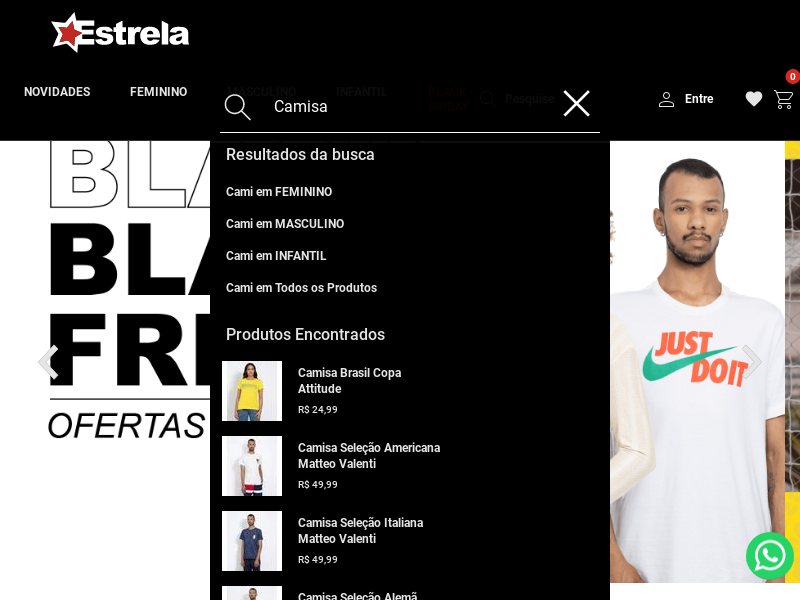 Estrela
NOVIDADES
FEMININO
MASCULINO
INFANTIL
BLACK
FRIDAY
Pesquise
Camisa
Entre
0
Resultados da busca
Cami em FEMININO
Cami em MASCULINO
Cami em INFANTIL
Cami em Todos os Produtos
Produtos Encontrados
Camisa Brasil Copa
Attitude
R$ 24,99
Camisa Seleção Americana
Matteo Valenti
R$ 49,99
Camisa Seleção Italiana
Matteo Valenti
R$ 49,99
Camisa Seleção Alemã
BLA
BLA
FRI
OFERTAS
JUST
DO IT